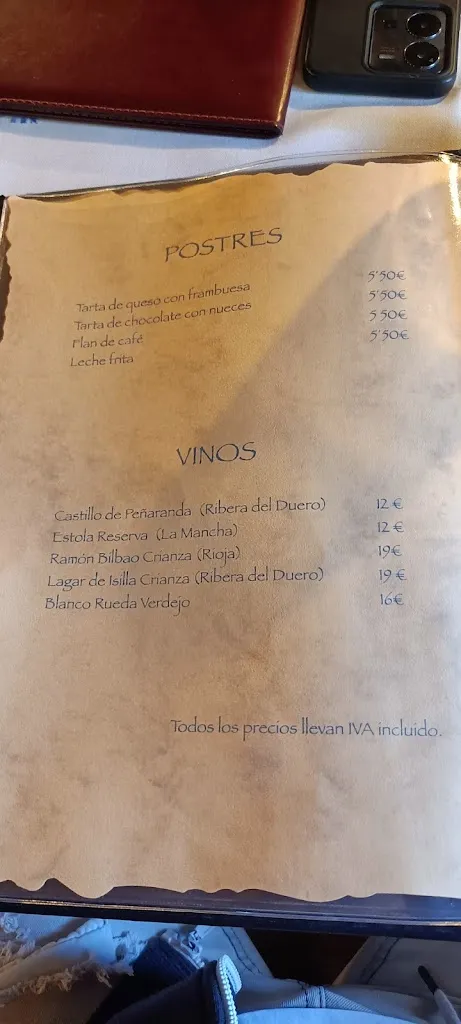 POSTRES
Tarta de queso con frambuesa 5'50€
Tarta de chocolate con nueces 5'50€
Flan de café 5'50€
Leche frita 5'50€
VINOS
Castillo de Peñaranda (Ribera del Duero) 12 €
Estola Reserva (La Mancha) 12 €
Ramón Bilbao Crianza (Rioja) 19€
Lagar de Isilla Crianza (Ribera del Duero) 19 €
Blanco Rueda Verdejo 16€
Todos los precios llevan IVA incluido.